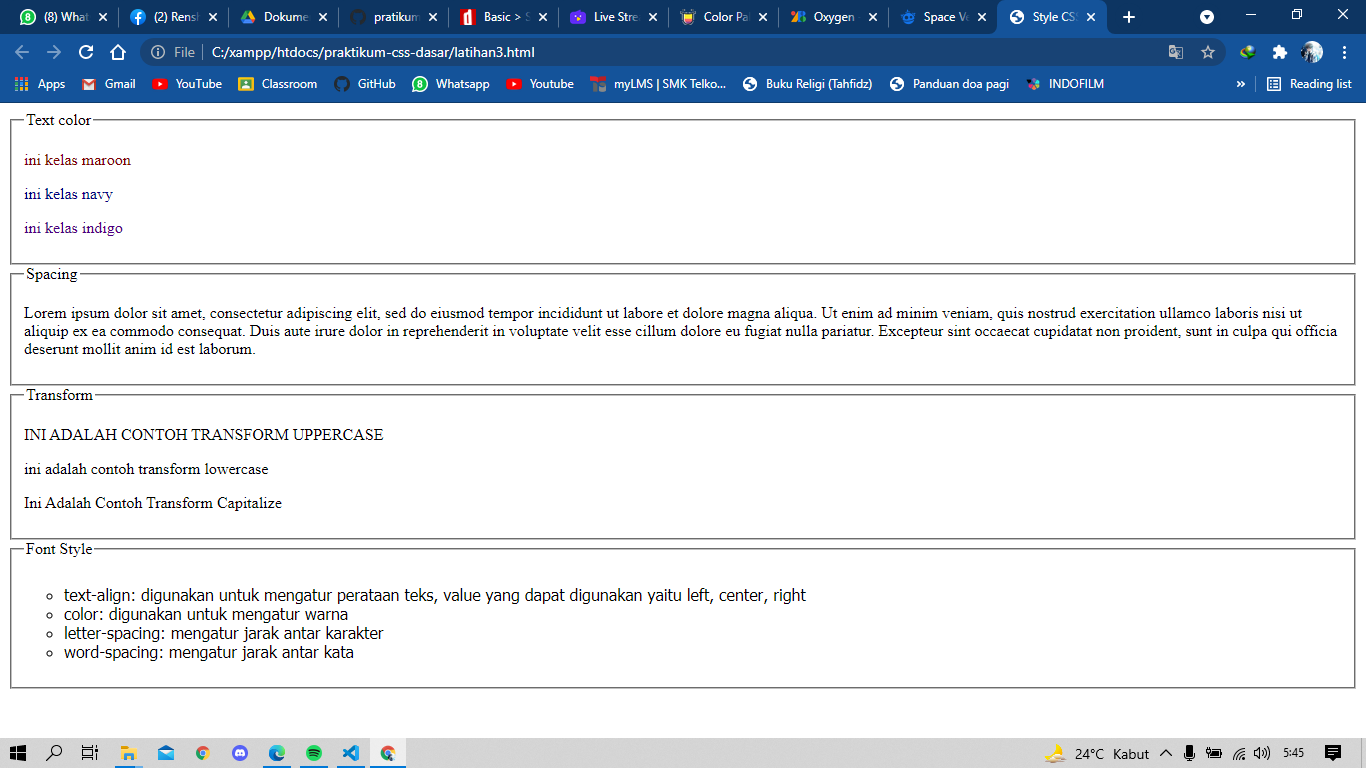 (8) What
(2) Rensh
Dokume
pratikum
Basic > S
Live Stre
Color Pa
Oxygen
Space Ve
Style CS
File
C:/xampp/htdocs/praktikum-css-dasar/latihan3.html
Apps
Gmail
YouTube
Classroom
GitHub
Whatsapp
Youtube
myLMS | SMK Telko...
Buku Religi (Tahfidz)
Panduan doa pagi
INDOFILM
»
Reading list
Text color
ini kelas maroon
ini kelas navy
ini kelas indigo
Spacing
Lorem ipsum dolor sit amet, consectetur adipiscing elit, sed do eiusmod tempor incididunt ut labore et dolore magna aliqua. Ut enim ad minim veniam, quis nostrud exercitation ullamco laboris nisi ut
aliquip ex ea commodo consequat. Duis aute irure dolor in reprehenderit in voluptate velit esse cillum dolore eu fugiat nulla pariatur. Excepteur sint occaecat cupidatat non proident, sunt in culpa qui officia
deserunt mollit anim id est laborum.
Transform
INI ADALAH CONTOH TRANSFORM UPPERCASE
ini adalah contoh transform lowercase
Ini Adalah Contoh Transform Capitalize
Font Style
text-align: digunakan untuk mengatur perataan teks, value yang dapat digunakan yaitu left, center, right
color: digunakan untuk mengatur warna
letter-spacing: mengatur jarak antar karakter
word-spacing: mengatur jarak antar kata
24°C Kabut
5:45